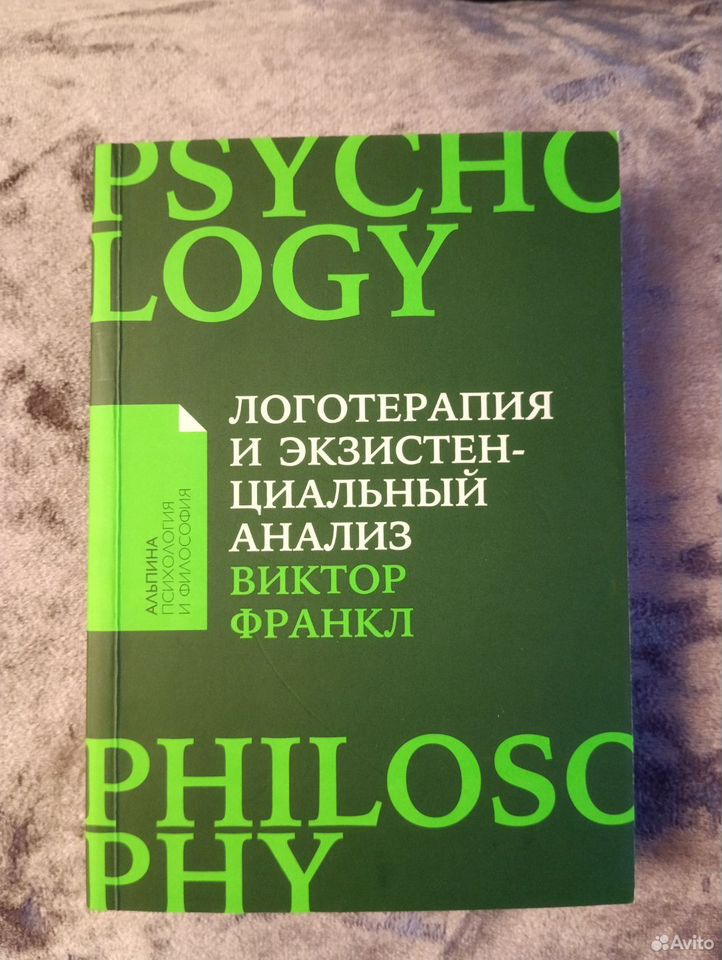 PSYCHO
LOGY
ЛОГОТЕРАПИЯ
И ЭКЗИСТЕН-
ЦИАЛЬНЫЙ
АНАЛИЗ
ВИКТОР
ФРАНКЛ
АЛЬПИНА
ПСИХОЛОГИЯ
И ФИЛОСОФИЯ
PHILOSO
PHY
Avito